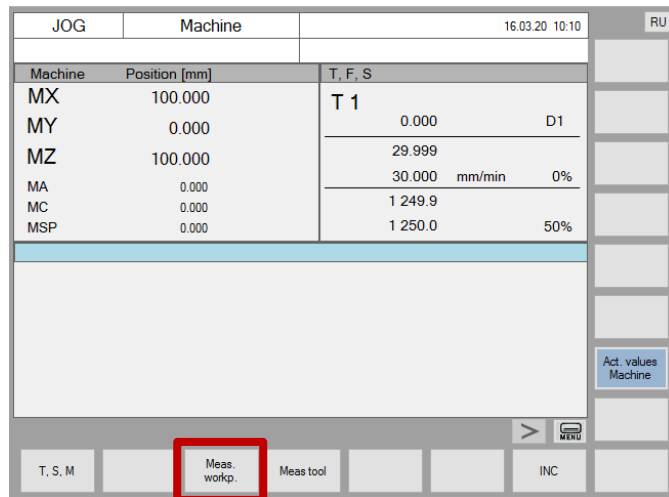 JOG Machine 16.03.20 10:10 RU
Machine Position [mm] T, F, S
MX 100.000 T 1
MY 0.000 0.000 D1
MZ 100.000 29.999
30.000 mm/min 0%
MA 0.000
MC 0.000 1 249.9
MSP 0.000 1 250.0 50%
Act. values
Machine
> MENU
T, S, M Meas. workp. Meas tool INC